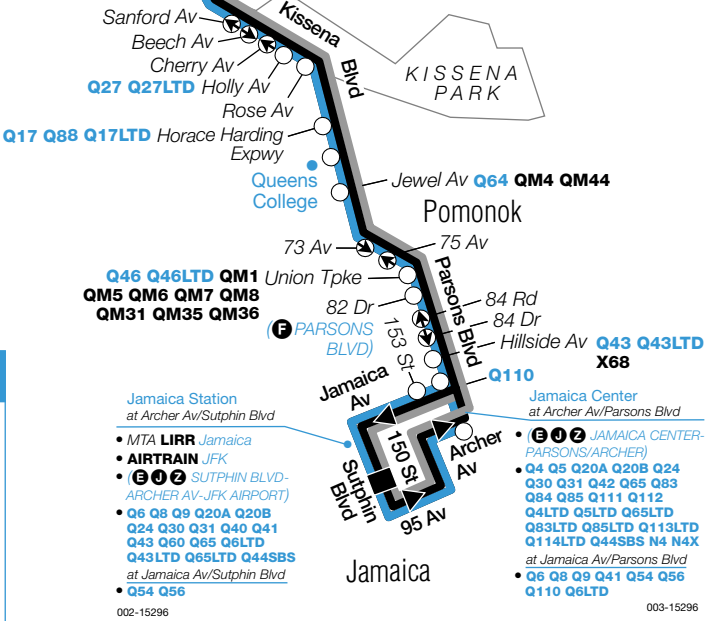 Sanford Av
Kissena
Blvd
Beech Av
Cherry Av
KISSENA
PARK
Q27 Q27LTD Holly Av
Rose Av
Q17 Q88 Q17LTD Horace Harding
Expwy
Queens
College
Jewel Av Q64 QM4 QM44
Pomonok
73 Av
75 Av
Q46 Q46LTD QM1
QM5 QM6 QM7 QM8
QM31 QM35 QM36
Union Tpke
Parsons Blvd
82 Dr
84 Rd
84 Dr
(F PARSONS
BLVD)
153 St
Hillside Av Q43 Q43LTD
X68
Q110
Jamaica
Av
150 St
Archer
Av
Sutphin
Blvd
95 Av
Jamaica
Jamaica Station
at Archer Av/Sutphin Blvd
• MTA LIRR Jamaica
• AIRTRAIN JFK
• (E J Z SUTPHIN BLVD-
ARCHER AV-JFK AIRPORT)
• Q6 Q8 Q9 Q20A Q20B
Q24 Q30 Q31 Q40 Q41
Q43 Q60 Q65 Q6LTD
Q43LTD Q65LTD Q44SBS
at Jamaica Av/Sutphin Blvd
• Q54 Q56
002-15296
Jamaica Center
at Archer Av/Parsons Blvd
• (E J Z JAMAICA CENTER-
PARSONS/ARCHER)
• Q4 Q5 Q20A Q20B Q24
Q30 Q31 Q42 Q65 Q83
Q84 Q85 Q111 Q112
Q4LTD Q5LTD Q65LTD
Q83LTD Q85LTD Q113LTD
Q114LTD Q44SBS N4 N4X
at Jamaica Av/Parsons Blvd
• Q6 Q8 Q9 Q41 Q54 Q56
Q110 Q6LTD
003-15296